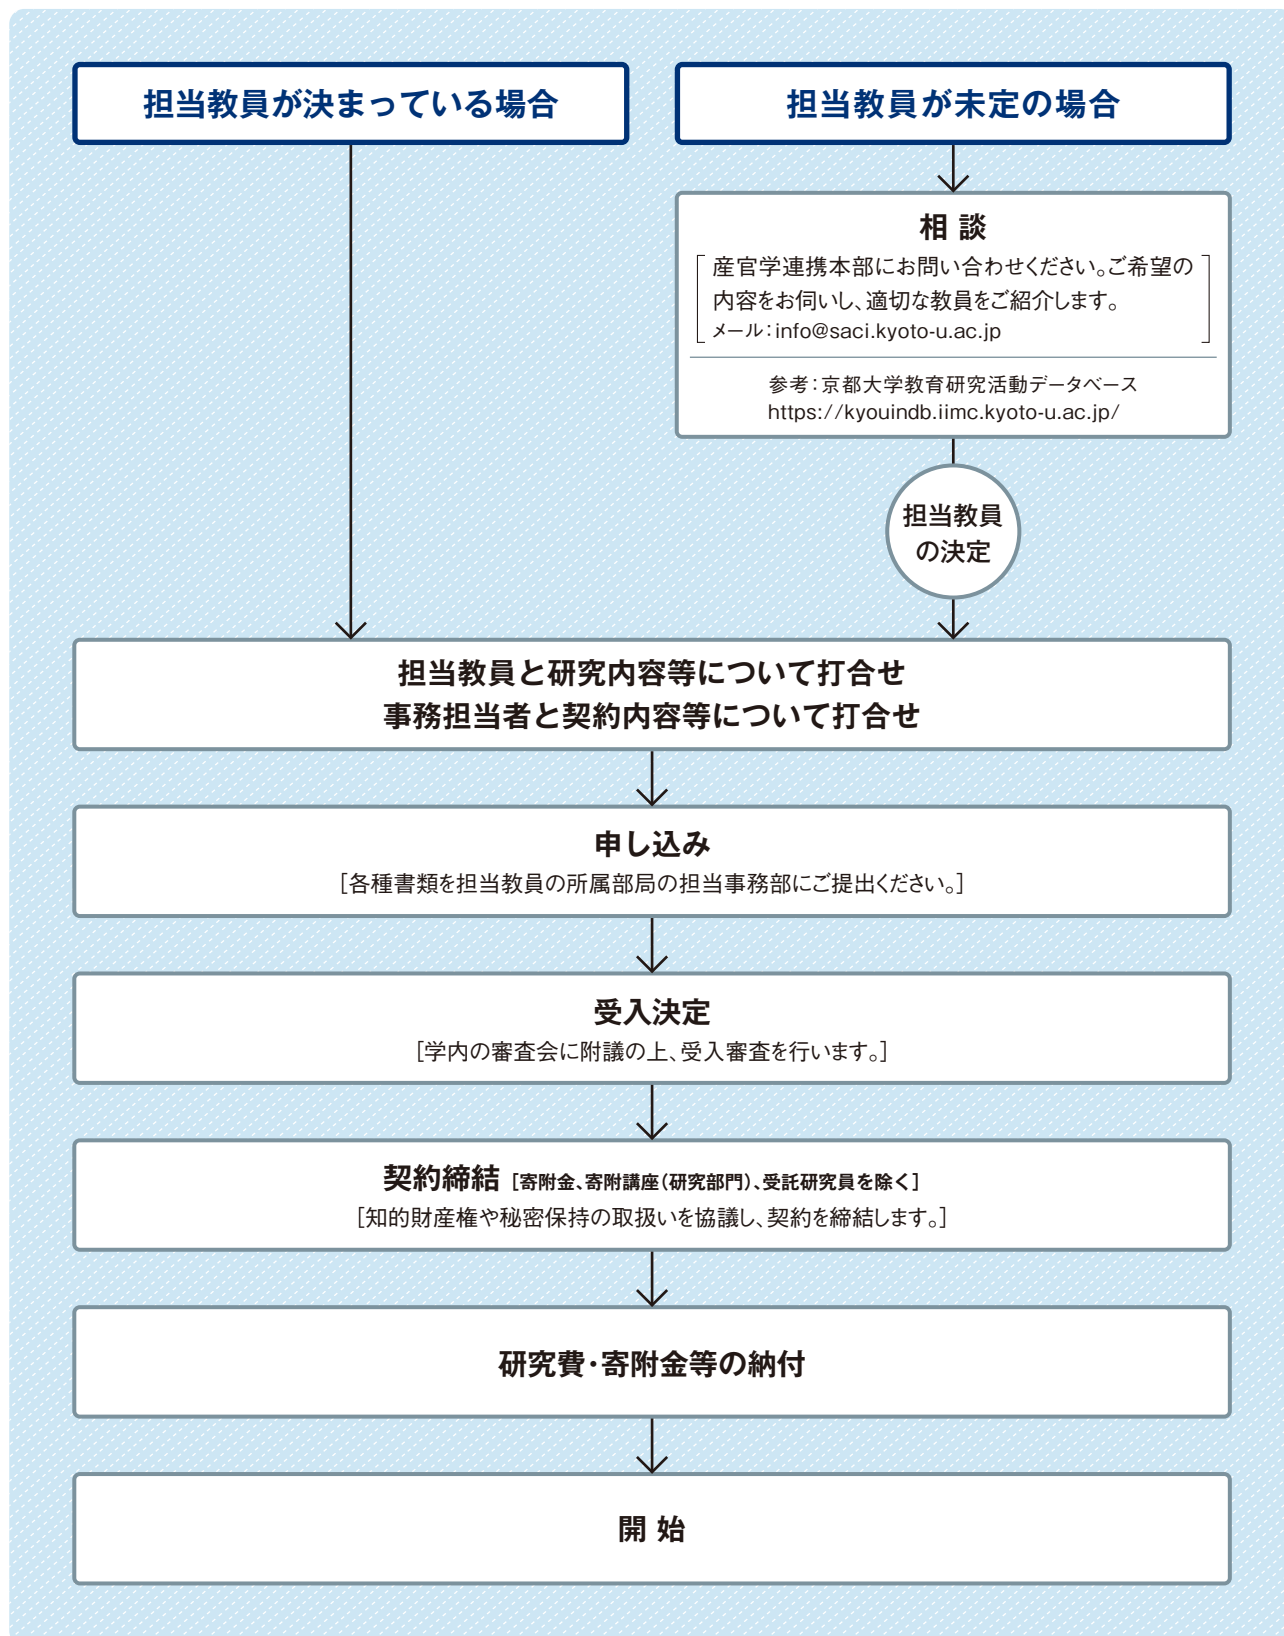 担当教員が決まっている場合
担当教員が未定の場合
相 談
産官学連携本部にお問い合わせください。ご希望の
内容をお伺いし、適切な教員をご紹介します。
メール：info@saci.kyoto-u.ac.jp
参考：京都大学教育研究活動データベース
https://kyouindb.iimc.kyoto-u.ac.jp/
担当教員
の決定
担当教員と研究内容等について打合せ
事務担当者と契約内容等について打合せ
申し込み
[各種書類を担当教員の所属部局の担当事務部にご提出ください。]
受入決定
[学内の審査会に附議の上、受入審査を行います。]
契約締結 [寄附金、寄附講座(研究部門)、受託研究員を除く]
[知的財産権や秘密保持の取扱いを協議し、契約を締結します。]
研究費・寄附金等の納付
開 始